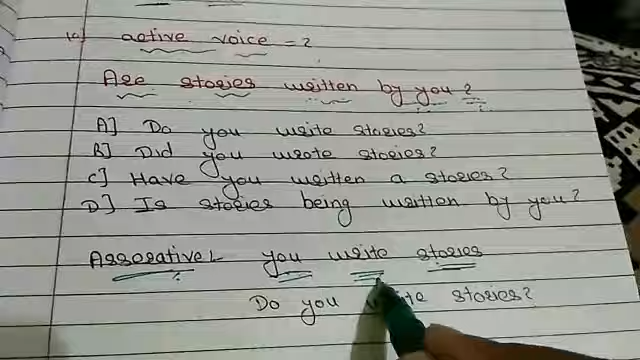 active voice = ?
Are stories written by you?
A] Do you write stories?
B] Did you wrote stories?
C] Have you written a stories?
D] Is stories being written by you?
Assorative you write stories
Do you write stories?